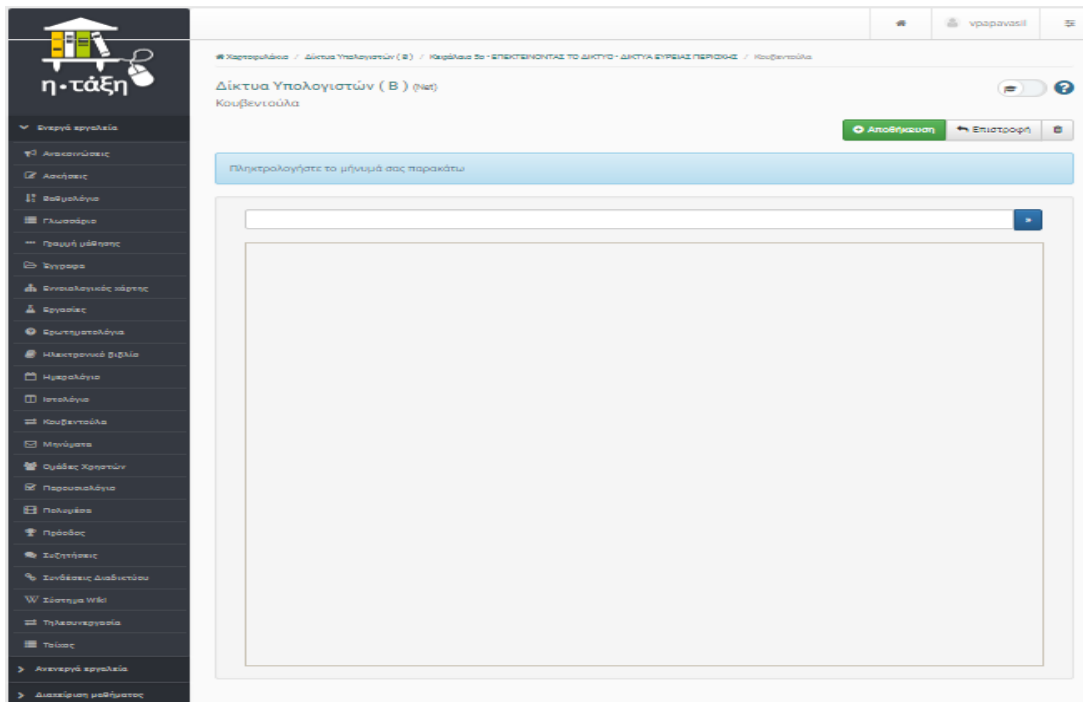 vpapavasil
Χαρτοφυλάκιο / Δίκτυα Υπολογιστών ( Β ) / Κεφάλαιο 5ο - ΕΠΕΚΤΕΙΝΟΝΤΑΣ ΤΟ ΔΙΚΤΥΟ - ΔΙΚΤΥΑ ΕΥΡΕΙΑΣ ΠΕΡΙΟΧΗΣ / Κουβεντούλα
η·τάξη
Δίκτυα Υπολογιστών ( Β ) (Net)
Κουβεντούλα
Αποθήκευση Επιστροφή
Πληκτρολογήστε το μήνυμά σας παρακάτω
»
Ενεργά εργαλεία
Ανακοινώσεις
Ασκήσεις
Βαθμολόγιο
Γλωσσάριο
Γραμμή μάθησης
Έγγραφα
Εννοιολογικός χάρτης
Εργασίες
Ερωτηματολόγια
Ηλεκτρονικό βιβλίο
Ημερολόγιο
Ιστολόγιο
Κουβεντούλα
Μηνύματα
Ομάδες Χρηστών
Παρουσιολόγιο
Πολυμέσα
Πρόοδος
Συζητήσεις
Συνδέσεις Διαδικτύου
Σύστημα Wiki
Τηλεσυνεργασία
Τοίχος
Ανενεργά εργαλεία
Διαχείριση μαθήματος